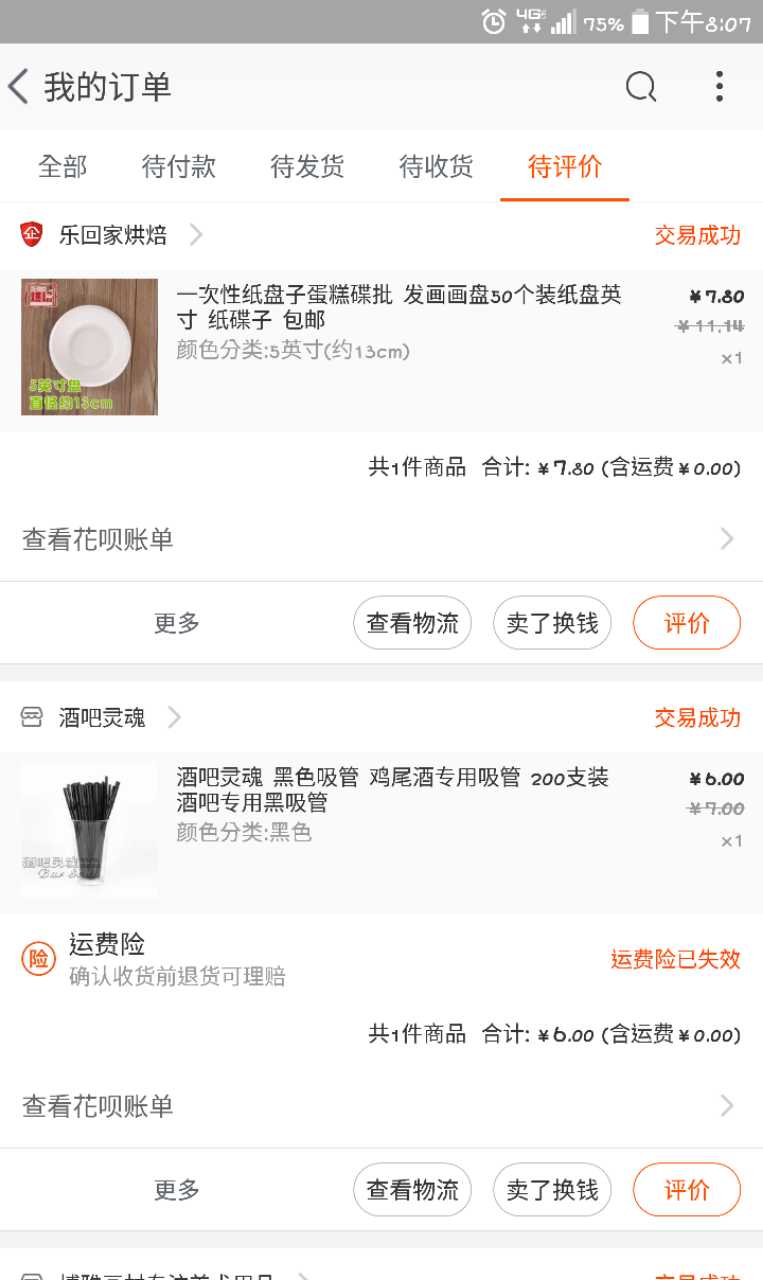 4G 75% 下午8:07
我的订单
全部 待付款 待发货 待收货 待评价
企 乐回家烘焙 交易成功
一次性纸盘子蛋糕碟批 发画画盘50个装纸盘英 ¥7.80
寸 纸碟子 包邮 ¥11.14
颜色分类:5英寸(约13cm) ×1
5英寸盘
直径约13cm
共1件商品 合计: ¥7.80 (含运费¥0.00)
查看花呗账单
更多 查看物流 卖了换钱 评价
酒吧灵魂 交易成功
酒吧灵魂 黑色吸管 鸡尾酒专用吸管 200支装 ¥6.00
酒吧专用黑吸管 ¥7.00
颜色分类:黑色 ×1
酒吧灵魂
险 运费险 运费险已失效
确认收货前退货可理赔
共1件商品 合计: ¥6.00 (含运费¥0.00)
查看花呗账单
更多 查看物流 卖了换钱 评价
交易成功